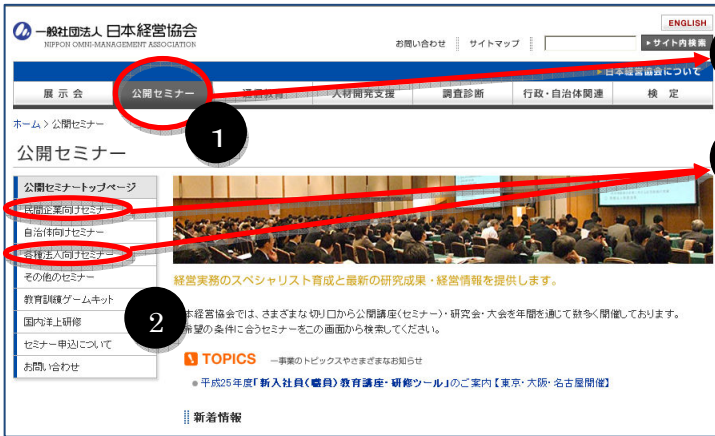 一般社団法人 日本経営協会
NIPPON OMNI-MANAGEMENT ASSOCIATION
ENGLISH
お問い合わせ サイトマップ サイト内検索
日本経営協会について
展示会 公開セミナー 通信教育 人材開発支援 調査診断 行政・自治体関連 検定
ホーム > 公開セミナー
1
公開セミナー
公開セミナートップページ
民間企業向けセミナー
自治体向けセミナー
各種法人向けセミナー
その他のセミナー
経営実務のスペシャリスト育成と最新の研究成果・経営情報を提供します。
教育訓練ゲームキット
国内洋上研修
2
本経営協会では、さまざまな切り口から公開講座(セミナー)・研究会・大会を年間を通じて数多く開催しております。
希望の条件に合うセミナーをこの画面から検索してください。
セミナー申込について
お問い合わせ
TOPICS ―事業のトピックスやさまざまなお知らせ
平成25年度「新入社員(職員)教育講座・研修ツール」のご案内【東京・大阪・名古屋開催】
新着情報